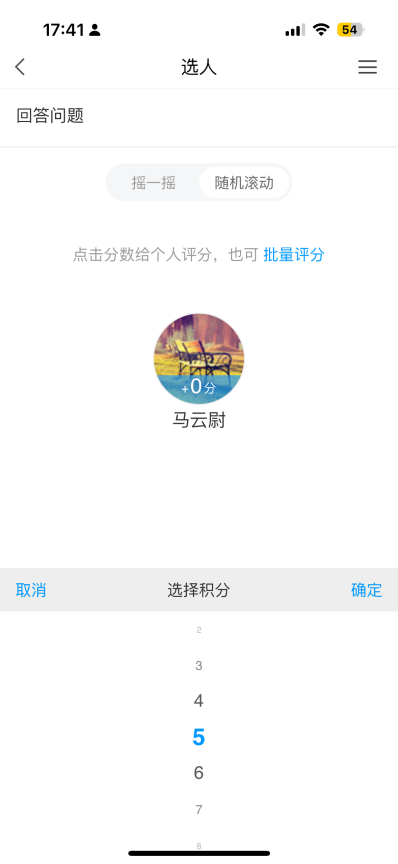 17:41
54
选人
回答问题
摇一摇 随机滚动
点击分数给个人评分，也可 批量评分
+0分
马云尉
取消 选择积分 确定
2
3
4
5
6
7
8